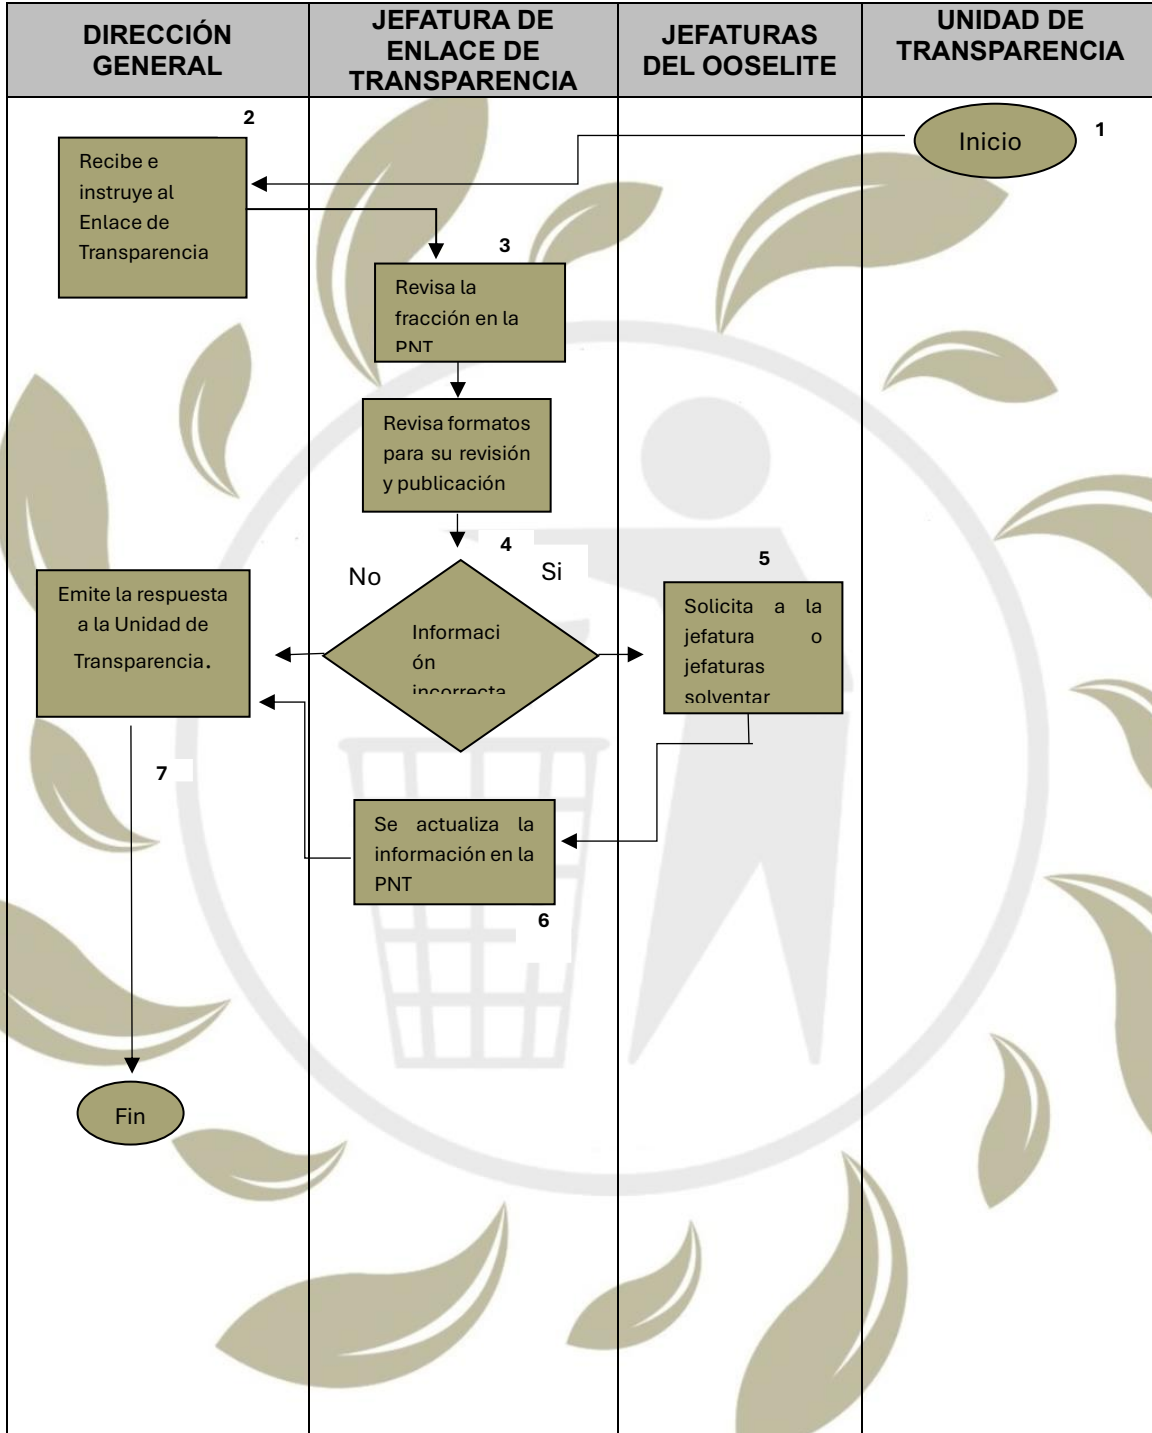 DIRECCIÓN
GENERAL
JEFATURA DE
ENLACE DE
TRANSPARENCIA
JEFATURAS
DEL OOSELITE
UNIDAD DE
TRANSPARENCIA
Inicio
1
2
Recibe e
instruye al
Enlace de
Transparencia
3
Revisa la
fracción en la
PNT
Revisa formatos
para su revisión
y publicación
4
No
Si
Informaci
ón
incorrecta
5
Solicita a la
jefatura o
jefaturas
solventar
Emite la respuesta
a la Unidad de
Transparencia.
7
Se actualiza la
información en la
PNT
6
Fin